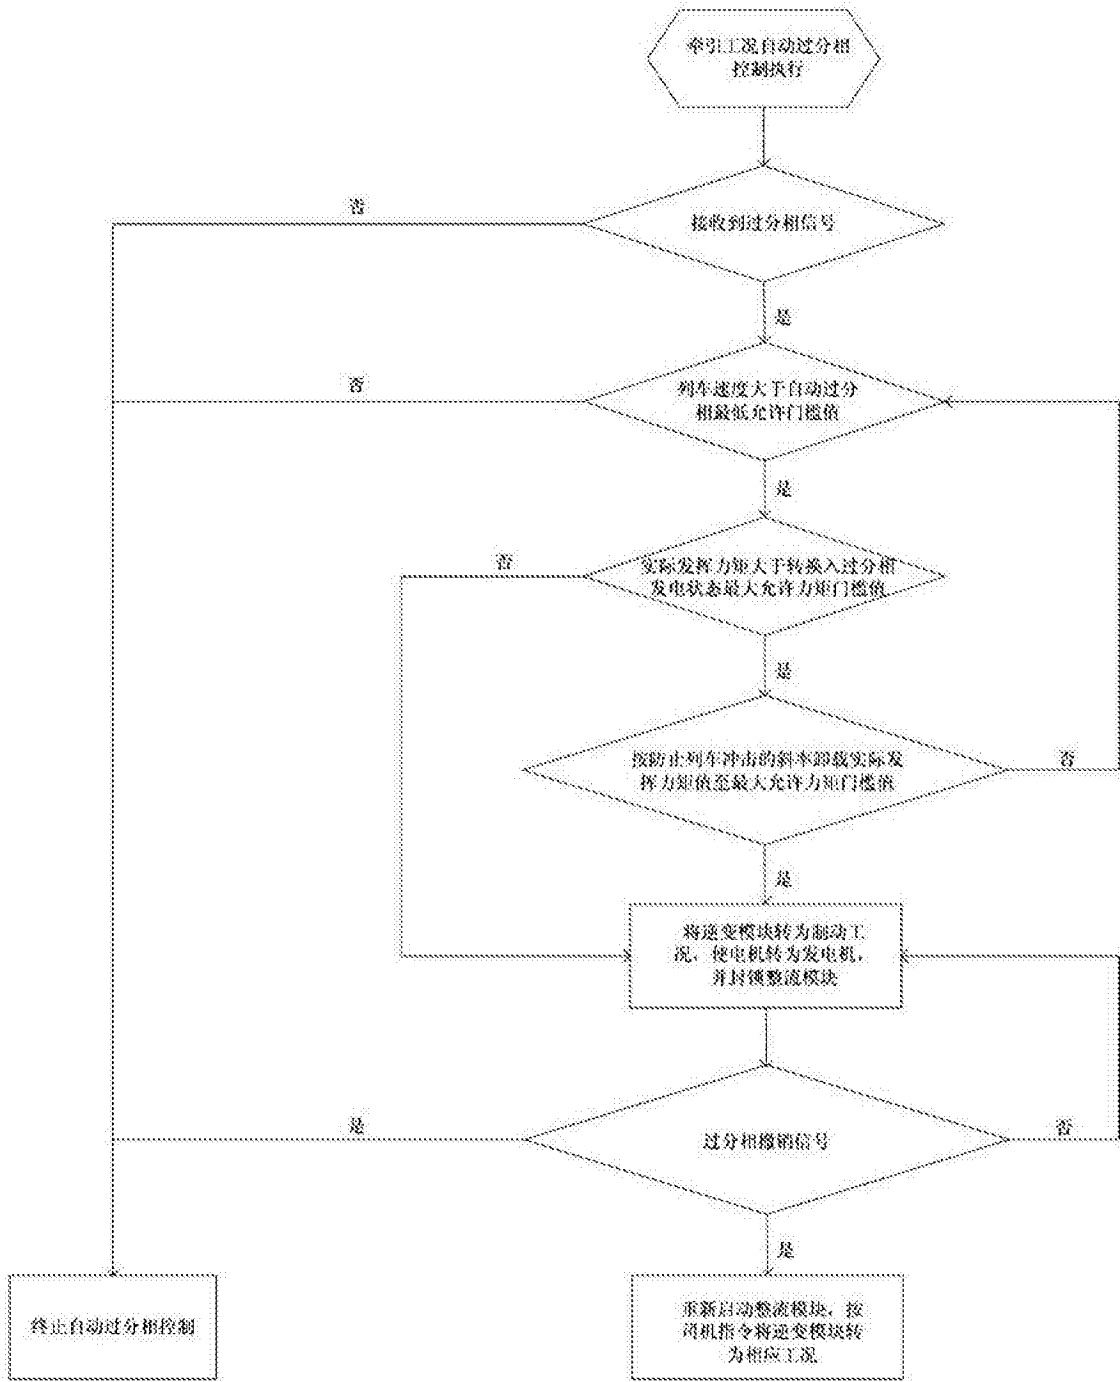 牵引工况自动过分相
控制执行
否
接收到过分相信号
是
否
列车速度大于自动过分
相最低允许门槛值
是
否
实际发挥力矩大于转换入过分相
发电状态最大允许力矩门槛值
是
按防止列车冲击的斜率卸载实际发
挥力矩值至最大允许力矩门槛值
否
是
将逆变模块转为制动工
况，使电机转为发电机，
并封锁整流模块
是
过分相撤销信号
否
是
终止自动过分相控制
重新启动整流模块，按
司机指令将逆变模块转
为相应工况